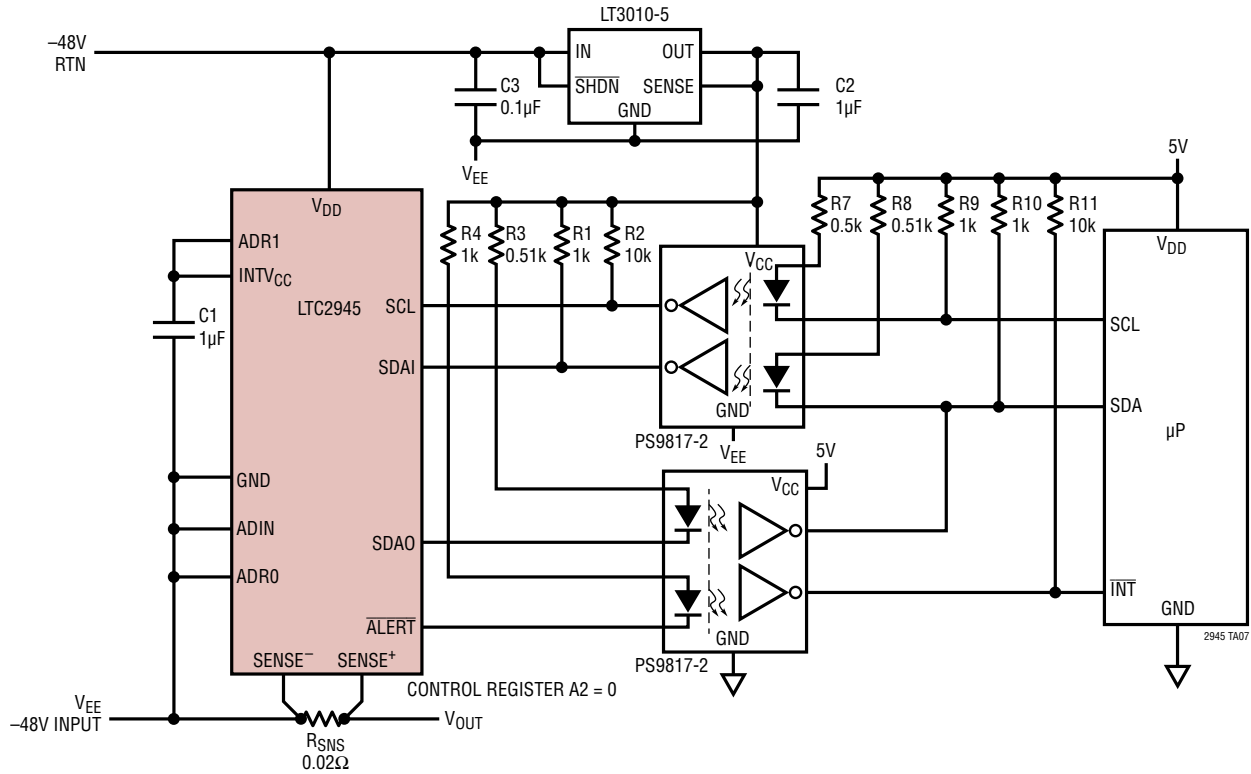 LT3010-5
–48V
RTN
IN
OUT
SHDN
SENSE
GND
C3
0.1µF
C2
1µF
VEE
5V
VDD
R4
1k
R3
0.51k
R1
1k
R2
10k
R7
0.5k
R8
0.51k
R9
1k
R10
1k
R11
10k
ADR1
INTVCC
LTC2945
C1
1µF
SCL
SDAI
VCC
GND
PS9817-2
VEE
VDD
SCL
SDA
µP
INT
GND
2945 TA07
GND
ADIN
ADR0
SDAO
ALERT
5V
VCC
GND
PS9817-2
SENSE–
SENSE+
CONTROL REGISTER A2 = 0
VEE
–48V INPUT
VOUT
RSNS
0.02Ω